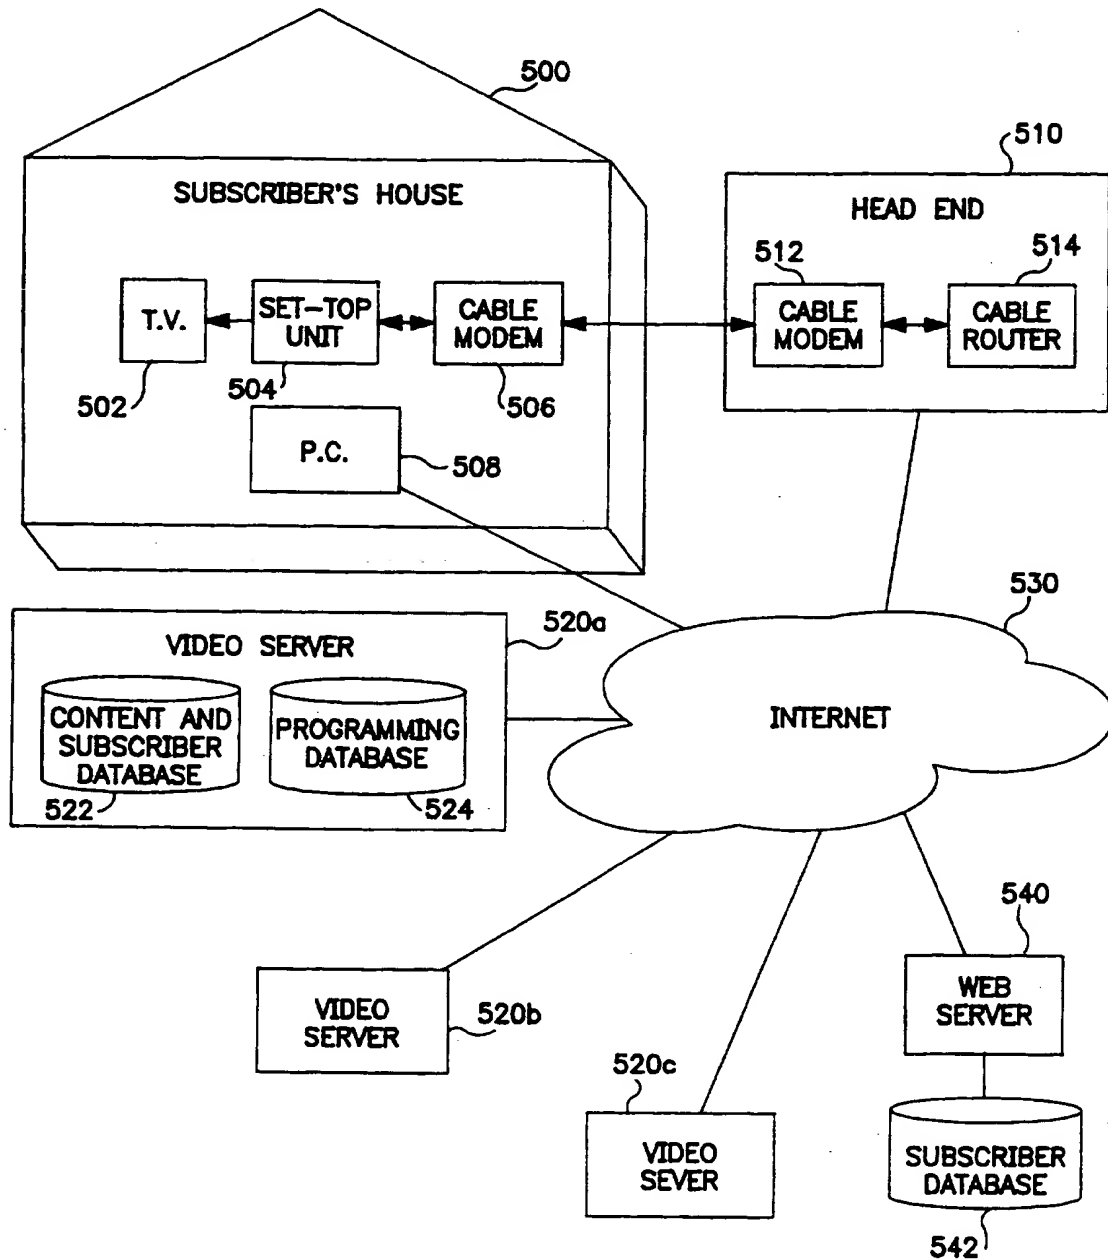 500
SUBSCRIBER'S HOUSE
T.V.
SET-TOP
UNIT
CABLE
MODEM
502
504
506
P.C.
508
510
HEAD END
512
514
CABLE
MODEM
CABLE
ROUTER
530
INTERNET
520a
VIDEO SERVER
CONTENT AND
SUBSCRIBER
DATABASE
522
PROGRAMMING
DATABASE
524
VIDEO
SERVER
520b
520c
VIDEO
SEVER
540
WEB
SERVER
SUBSCRIBER
DATABASE
542